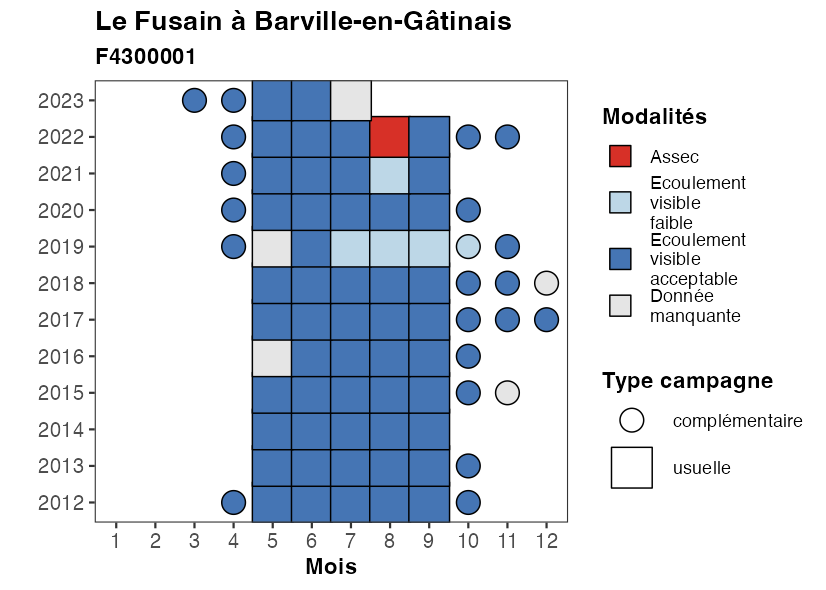 Le Fusain à Barville-en-Gâtinais
F4300001
2023
2022
2021
2020
2019
2018
2017
2016
2015
2014
2013
2012
1 2 3 4 5 6 7 8 9 10 11 12
Mois
Modalités
Assec
Ecoulement
visible
faible
Ecoulement
visible
acceptable
Donnée
manquante
Type campagne
complémentaire
usuelle